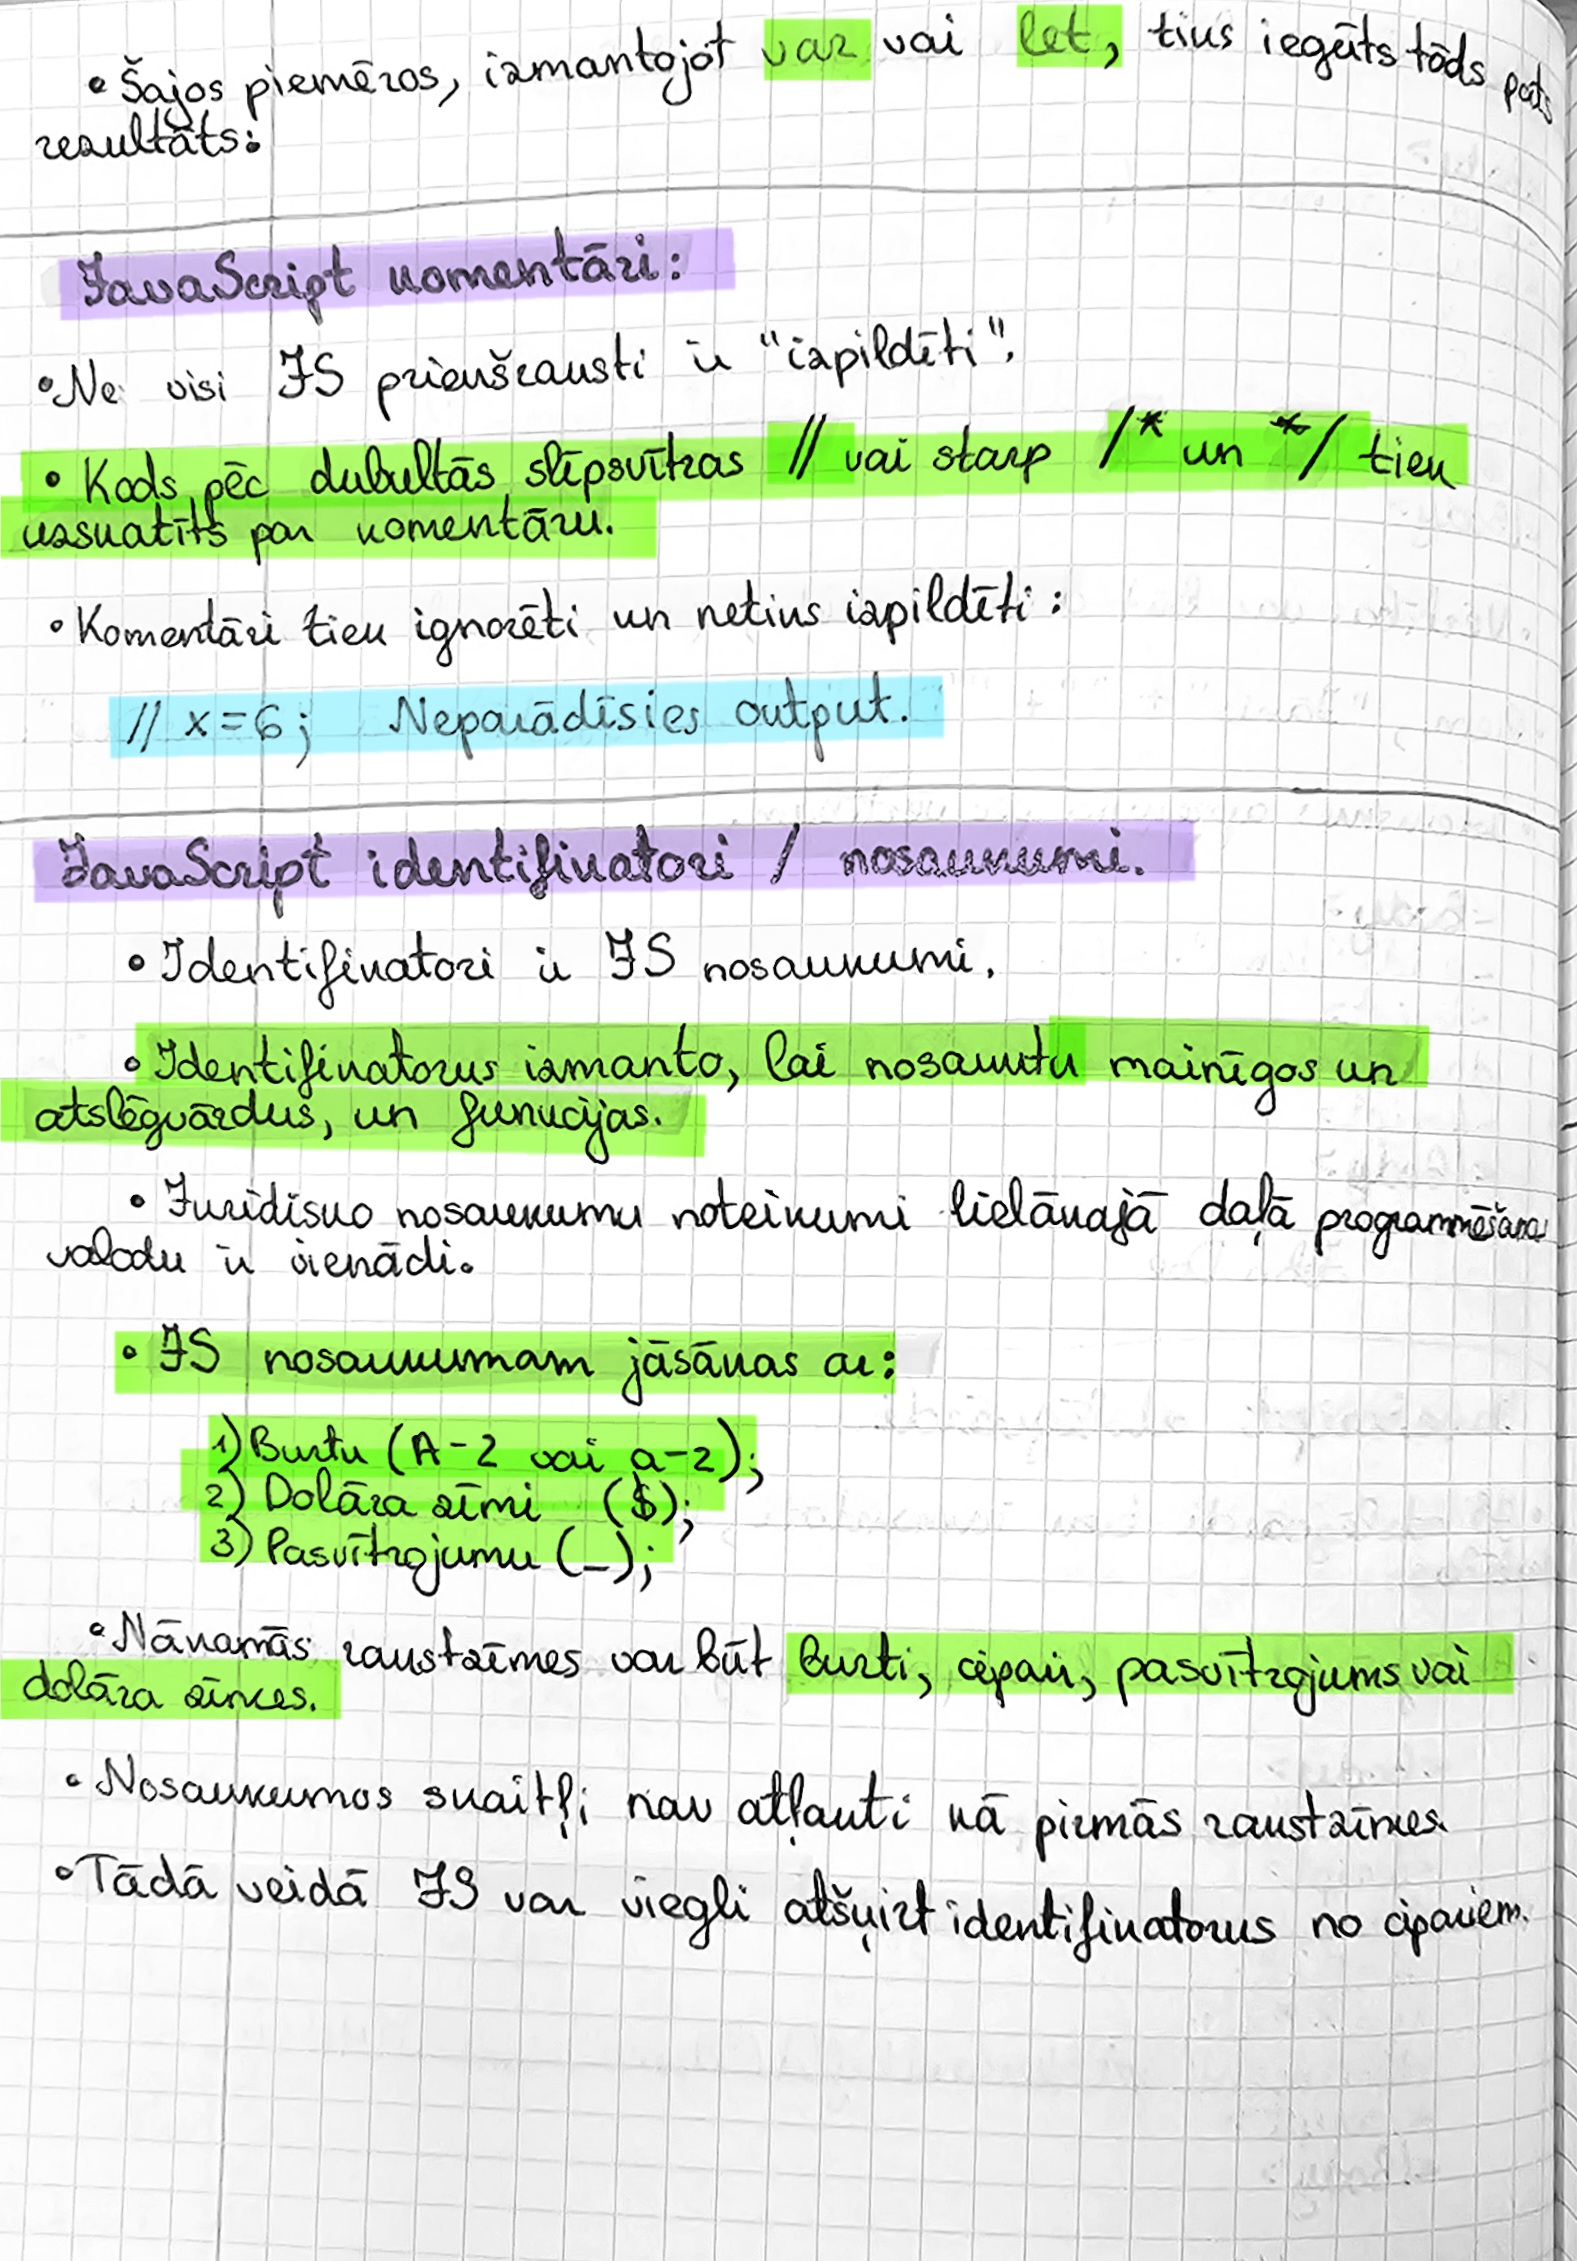 • Šajos piemēros, izmantojot var vai let, tiks iegūts tāds pats
rezultāts:
JavaScript komentāri:
• Ne visi JS priekšraksti ir "izpildīti".
• Kods pēc dubultās slīpsvītras // vai starp /* un */ tiek
uzskatīts par komentāru.
• Komentāri tiek ignorēti un netiks izpildīti:
// x=6; Neparādīsies output.
JavaScript identifikatori / nosaukumi.
• Identifikatori ir JS nosaukumi.
• Identifikatorus izmanto, lai nosauktu mainīgos un
atslēgvārdus, un funkcijas.
• Juridisko nosaukumu noteikumi lielākajā daļā programmēšana
valodu ir vienādi.
• JS nosaukumam jāsākas ar:
1) Burtu (A-Z vai a-z);
2) Dolāra zīmi ($);
3) Pasvītrojumu (_);
• Nākamās rakstzīmes var būt burti, cipari, pasvītrojums vai
dolāra zīmes.
• Nosaukumos skaitļi nav atļauti kā pirmās rakstzīmes.
• Tādā veidā JS var viegli atšķirt identifikatorus no cipariem.